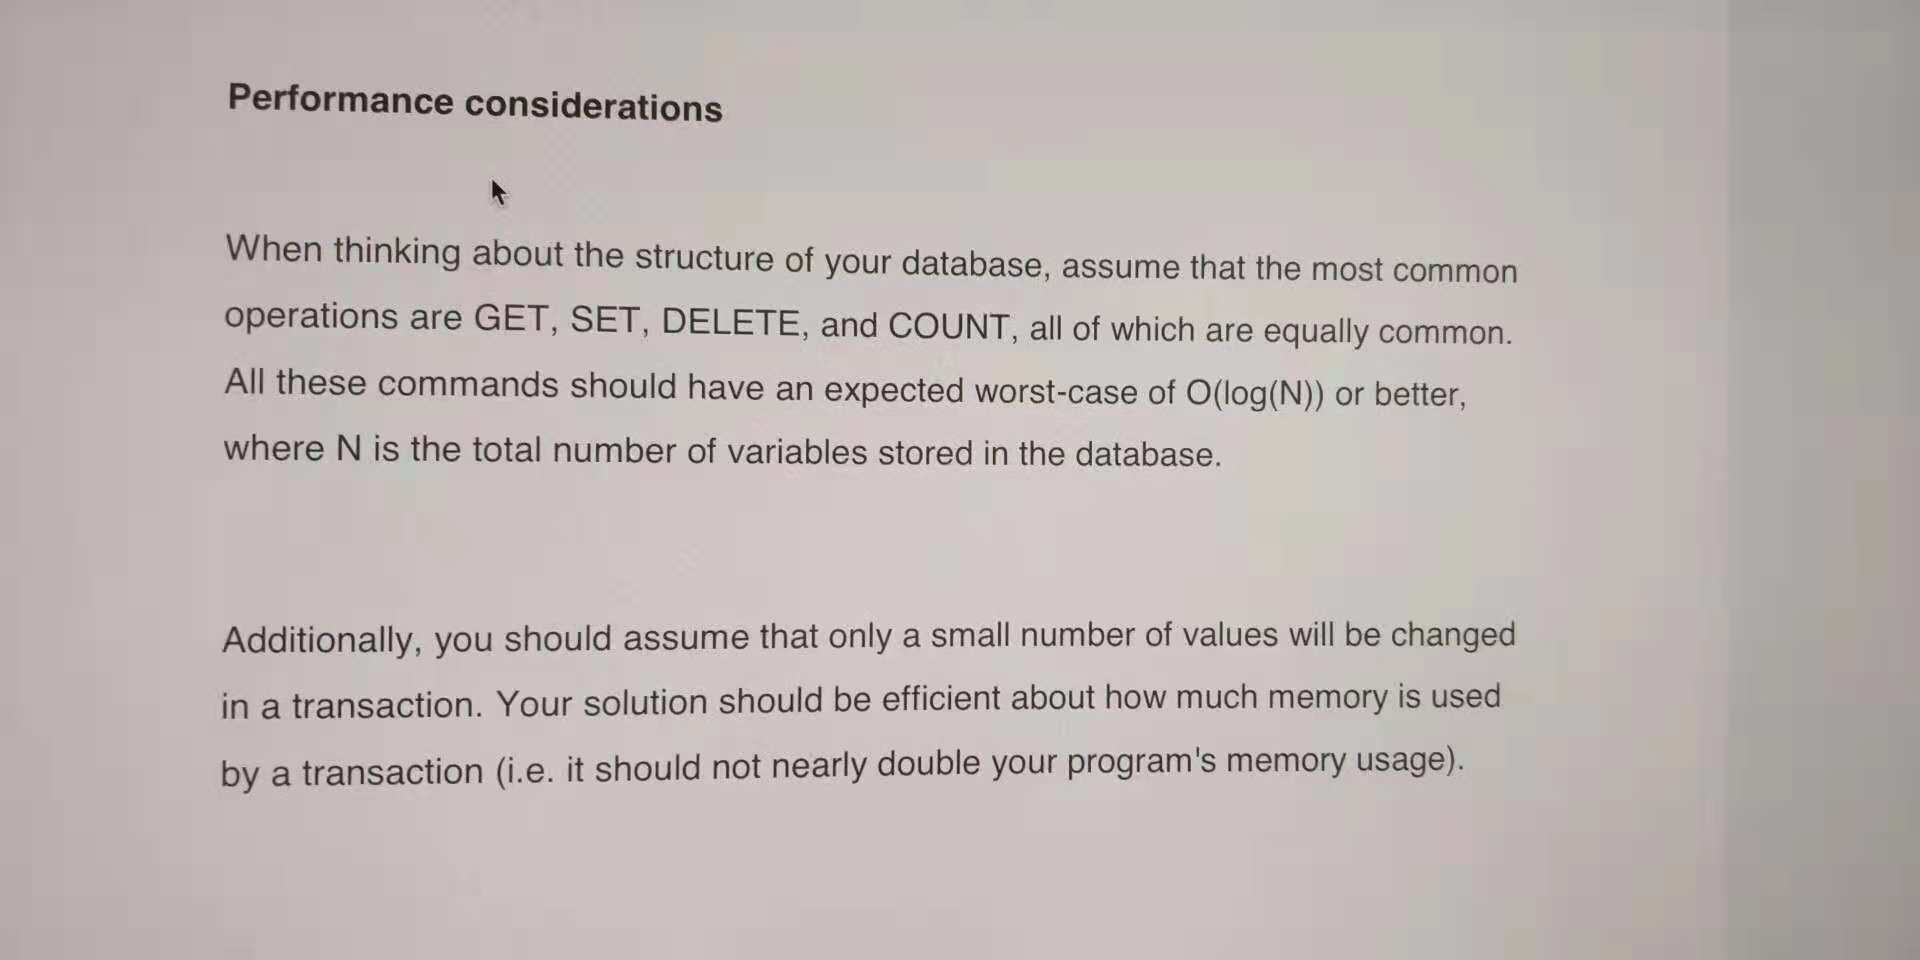 Performance considerations
When thinking about the structure of your database, assume that the most common
operations are GET, SET, DELETE, and COUNT, all of which are equally common.
All these commands should have an expected worst-case of O(log(N)) or better,
where N is the total number of variables stored in the database.
Additionally, you should assume that only a small number of values will be changed
in a transaction. Your solution should be efficient about how much memory is used
by a transaction (i.e. it should not nearly double your program's memory usage).